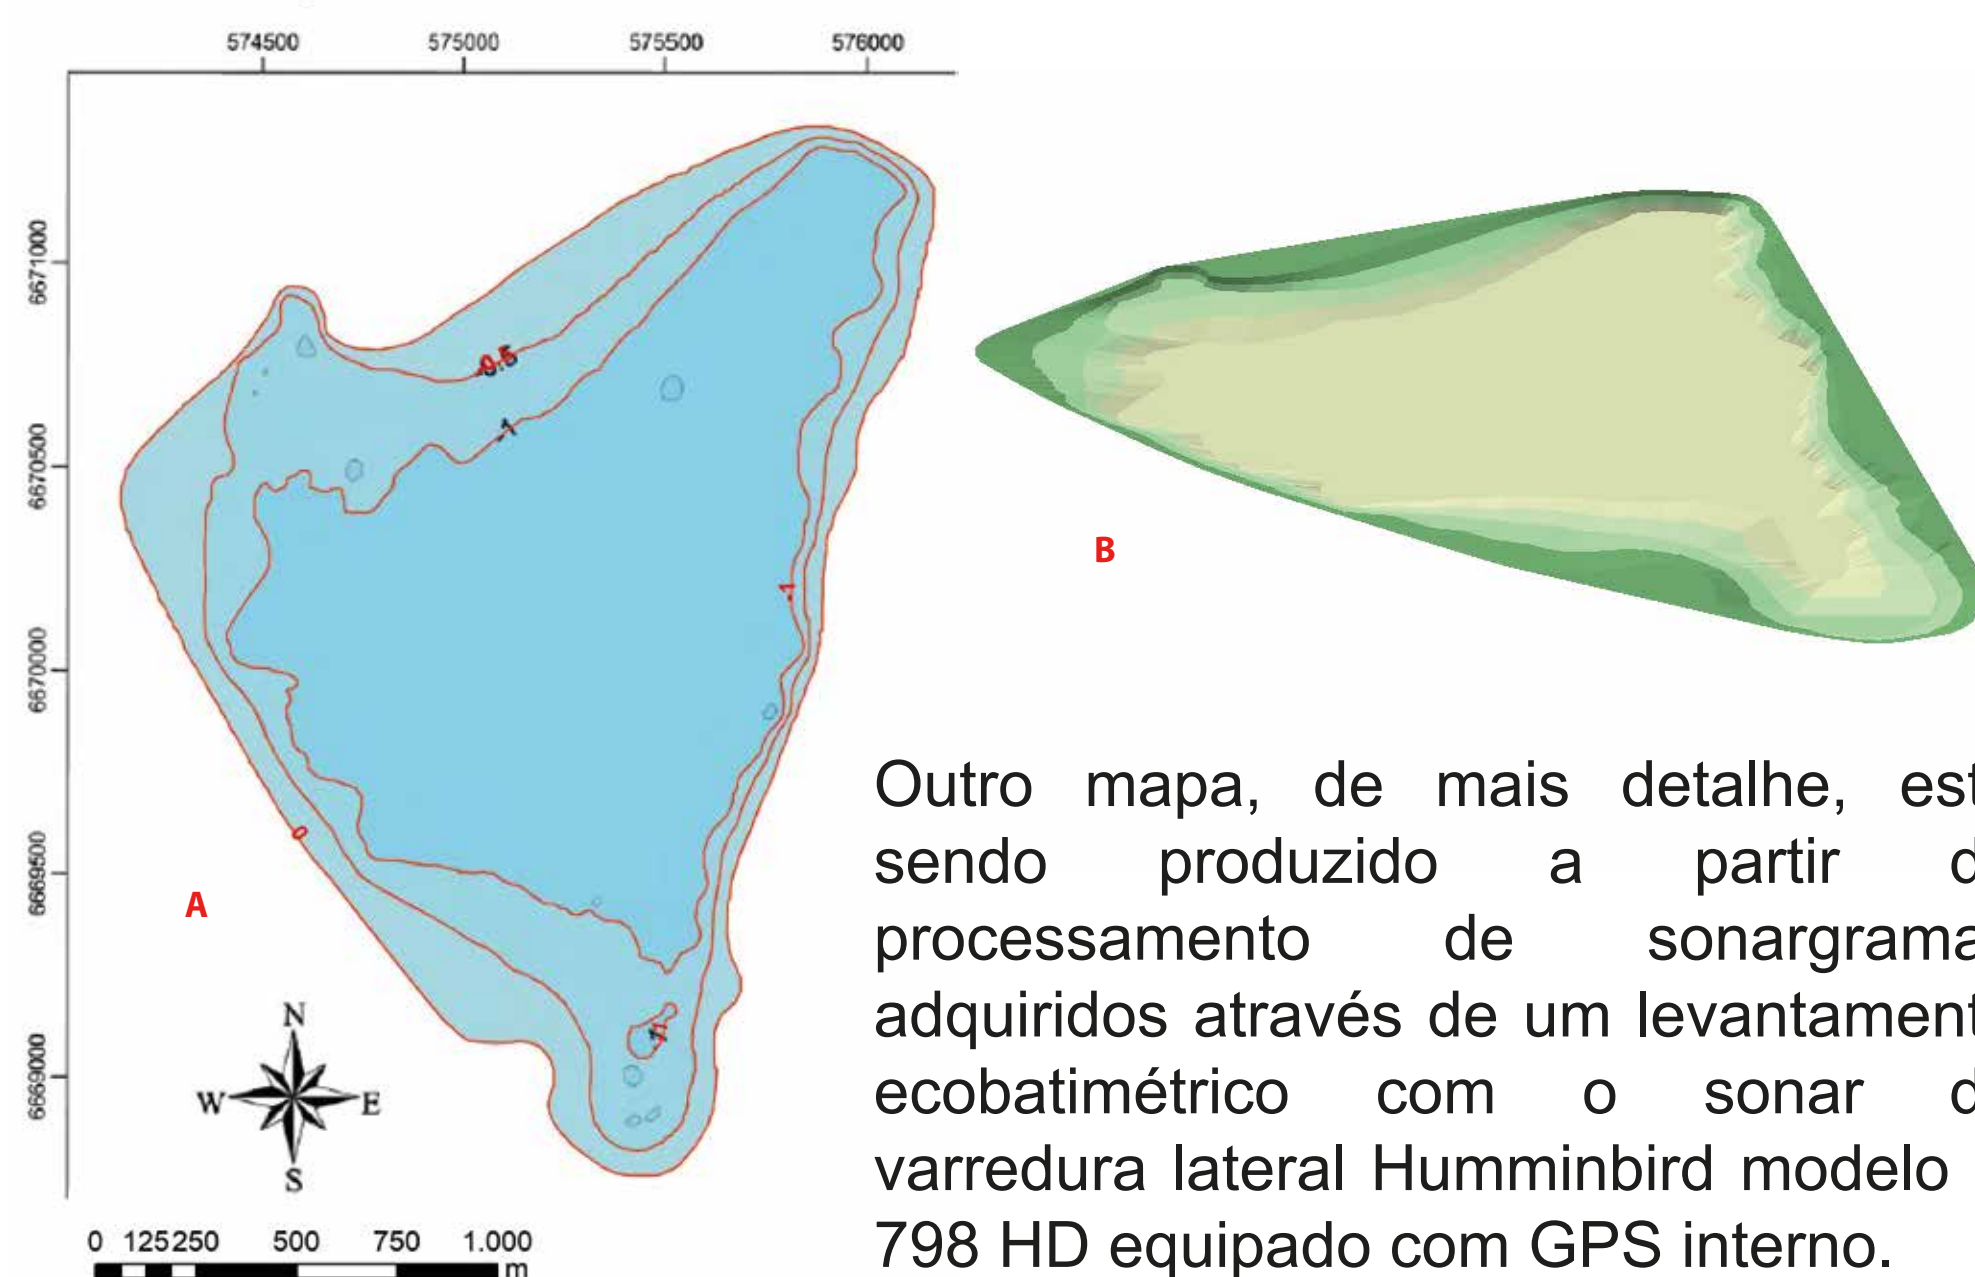 574500 575000 575500 576000
6671000
6670500
6670000
6669500
6669000
-0.5
-1
-1
0
-1
A
B
N
W E
S
0 125250 500 750 1.000
m
Outro mapa, de mais detalhe, est
sendo produzido a partir d
processamento de sonargrama
adquiridos através de um levantament
ecobatimétrico com o sonar d
varredura lateral Humminbird modelo
798 HD equipado com GPS interno.